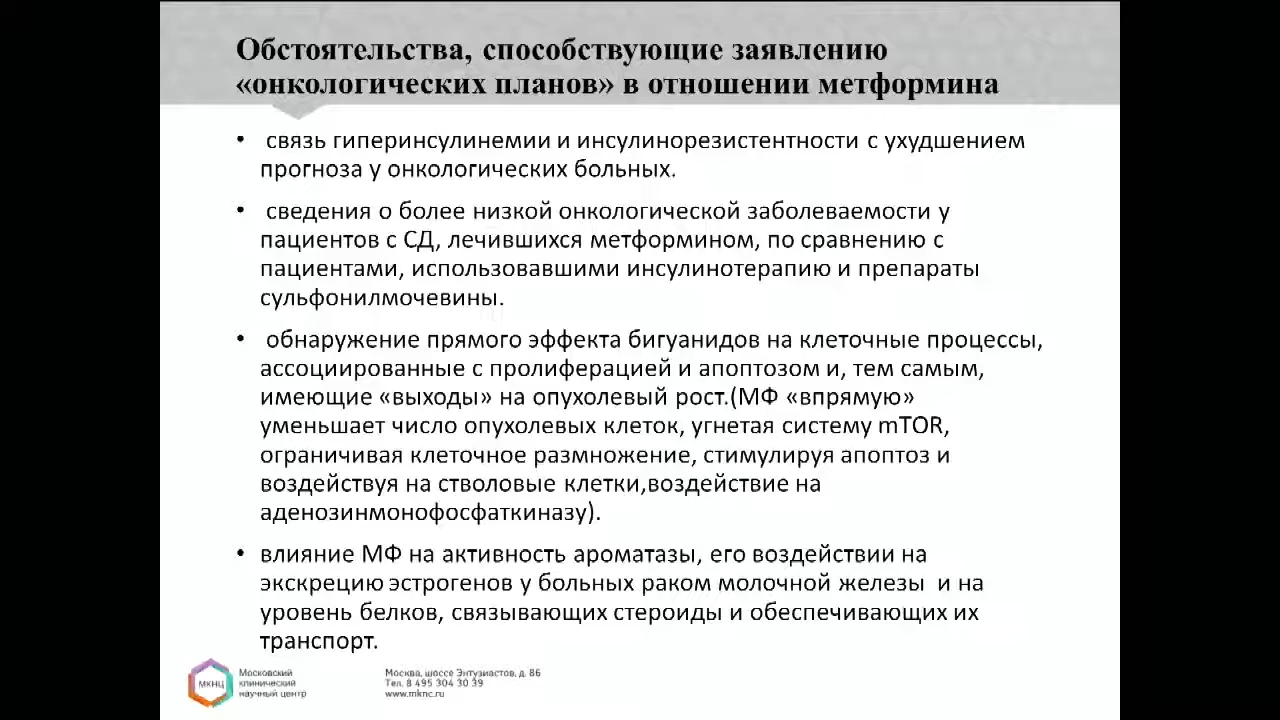 Обстоятельства, способствующие заявлению
«онкологических планов» в отношении метформина
• связь гиперинсулинемии и инсулинорезистентности с ухудшением
прогноза у онкологических больных.
• сведения о более низкой онкологической заболеваемости у
пациентов с СД, лечившихся метформином, по сравнению с
пациентами, использовавшими инсулинотерапию и препараты
сульфонилмочевины.
• обнаружение прямого эффекта бигуанидов на клеточные процессы,
ассоциированные с пролиферацией и апоптозом и, тем самым,
имеющие «выходы» на опухолевый рост.(МФ «впрямую»
уменьшает число опухолевых клеток, угнетая систему mTOR,
ограничивая клеточное размножение, стимулируя апоптоз и
воздействуя на стволовые клетки,воздействие на
аденозинмонофосфаткиназу).
• влияние МФ на активность ароматазы, его воздействии на
экскрецию эстрогенов у больных раком молочной железы и на
уровень белков, связывающих стероиды и обеспечивающих их
транспорт.
МКНЦ
Московский
клинический
научный центр
Москва, шоссе Энтузиастов, д. 86
Тел. 8 495 304 30 39
www.mknc.ru